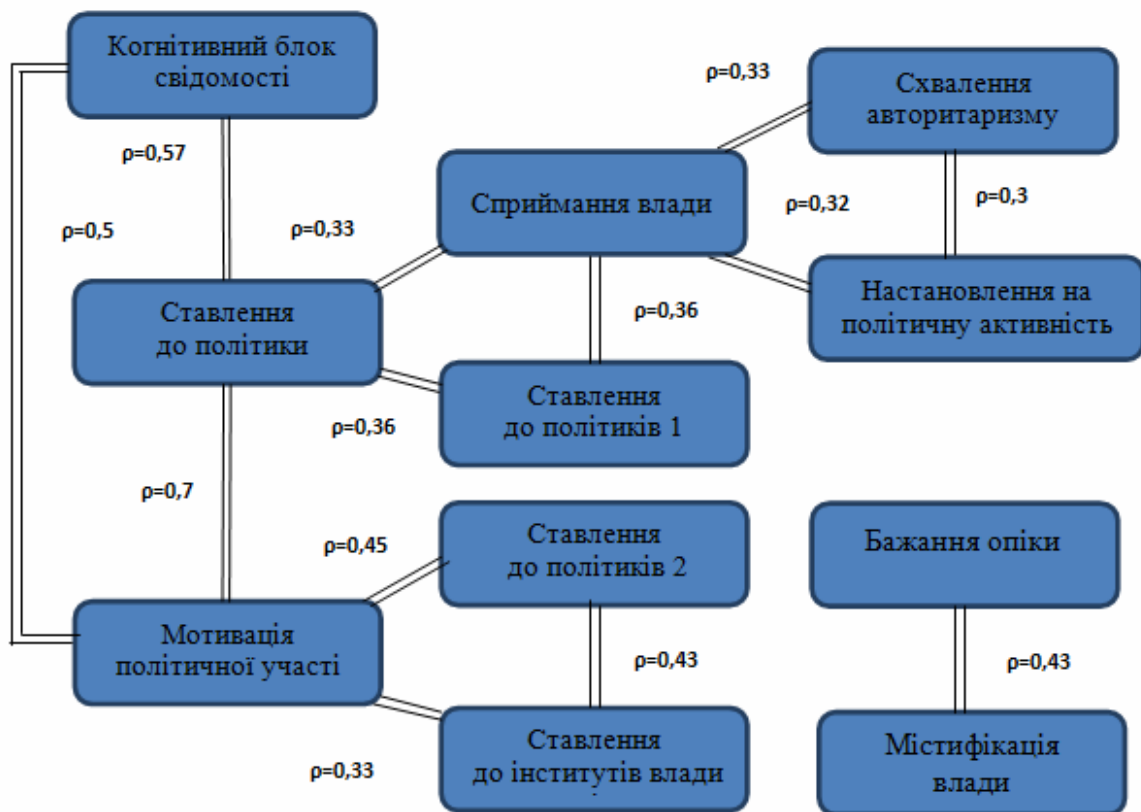 Когнітивний блок
свідомості
ρ=0,33
Схвалення
авторитаризму
ρ=0,57
Сприймання влади
ρ=0,32
ρ=0,3
ρ=0,5
ρ=0,33
Ставлення
до політики
ρ=0,36
Настановлення на
політичну активність
ρ=0,36
Ставлення
до політиків 1
ρ=0,7
ρ=0,45
Ставлення
до політиків 2
Бажання опіки
Мотивація
політичної участі
ρ=0,43
ρ=0,43
ρ=0,33
Ставлення
до інститутів влади
Містифікація
влади